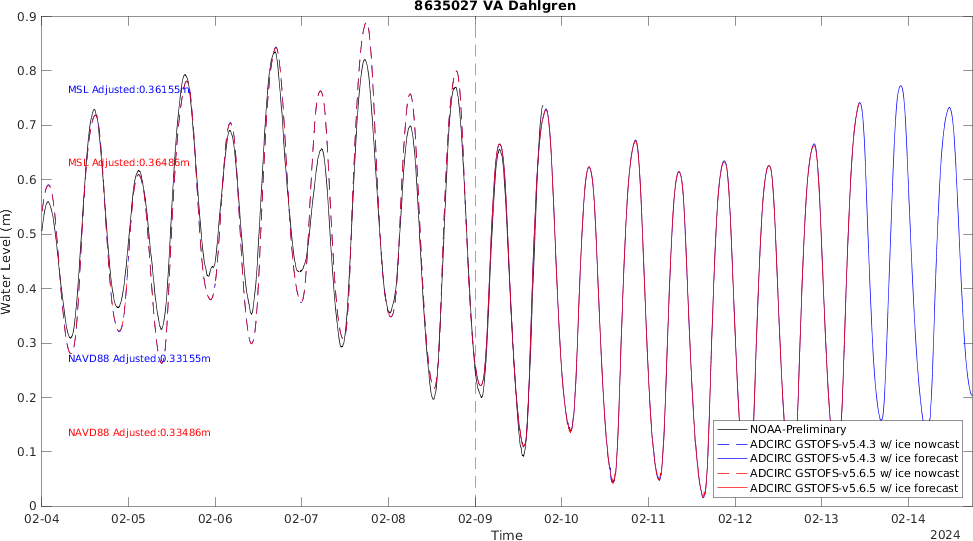 8635027 VA Dahlgren
0.9
0.8
0.7
0.6
0.5
0.4
0.3
0.2
0.1
0
Water Level (m)
MSL Adjusted:0.36155m
MSL Adjusted:0.36486m
NAVD88 Adjusted:0.33155m
NAVD88 Adjusted:0.33486m
NOAA-Preliminary
ADCIRC GSTOFS-v5.4.3 w/ ice nowcast
ADCIRC GSTOFS-v5.4.3 w/ ice forecast
ADCIRC GSTOFS-v5.6.5 w/ ice nowcast
ADCIRC GSTOFS-v5.6.5 w/ ice forecast
02-04 02-05 02-06 02-07 02-08 02-09 02-10 02-11 02-12 02-13 02-14
Time
2024